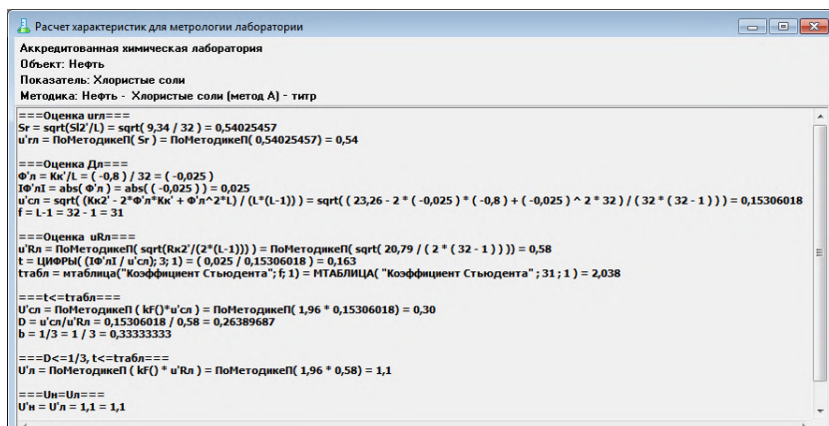 Расчет характеристик для метрологии лаборатории
Аккредитованная химическая лаборатория
Объект: Нефть
Показатель: Хлористые соли
Методика: Нефть - Хлористые соли (метод А) - титр
===Оценка urл===
Sr = sqrt(Sl2'/L) = sqrt( 9,34 / 32 ) = 0,54025457
u'rл = ПоМетодикеП( Sr ) = ПоМетодикеП( 0,54025457) = 0,54
===Оценка Дл===
Ф'л = Кк'/L = ( -0,8 ) / 32 = ( -0,025 )
IФ'лI = abs( Ф'л ) = abs( ( -0,025 ) ) = 0,025
u'сл = sqrt( (Кк2' - 2*Ф'л*Кк' + Ф'л^2*L) / (L*(L-1)) ) = sqrt( ( 23,26 - 2 * ( -0,025 ) * ( -0,8 ) + ( -0,025 ) ^ 2 * 32 ) / ( 32 * ( 32 - 1 ) ) ) = 0,15306018
f = L-1 = 32 - 1 = 31
===Оценка uRл===
u'Rл = ПоМетодикеП( sqrt(Rк2'/(2*(L-1))) ) = ПоМетодикеП( sqrt( 20,79 / ( 2 * ( 32 - 1 ) ) )) = 0,58
t = ЦИФРЫ( (IФ'лI / u'сл); 3; 1) = ( 0,025 / 0,15306018 ) = 0,163
tтабл = мтаблица("Коэффициент Стьюдента"; f; 1) = МТАБЛИЦА( "Коэффициент Стьюдента" ; 31 ; 1 ) = 2,038
===t<=tтабл===
U'сл = ПоМетодикеП ( kF()*u'сл ) = ПоМетодикеП( 1,96 * 0,15306018) = 0,30
D = u'сл/u'Rл = 0,15306018 / 0,58 = 0,26389687
b = 1/3 = 1 / 3 = 0,33333333
===D<=1/3, t<=tтабл===
U'л = ПоМетодикеП ( kF() * u'Rл ) = ПоМетодикеП( 1,96 * 0,58) = 1,1
===Uн=Uл===
U'н = U'л = 1,1 = 1,1